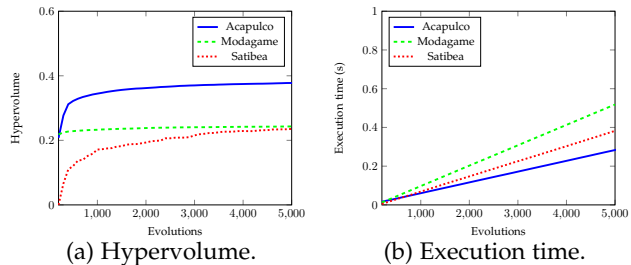 Hypervolume
0.6
0.4
0.2
0
Acapulco
Modagame
Satibea
1,000 2,000 3,000 4,000 5,000
Evolutions
(a) Hypervolume.
Execution time (s)
1
0.8
0.6
0.4
0.2
0
Acapulco
Modagame
Satibea
1,000 2,000 3,000 4,000 5,000
Evolutions
(b) Execution time.